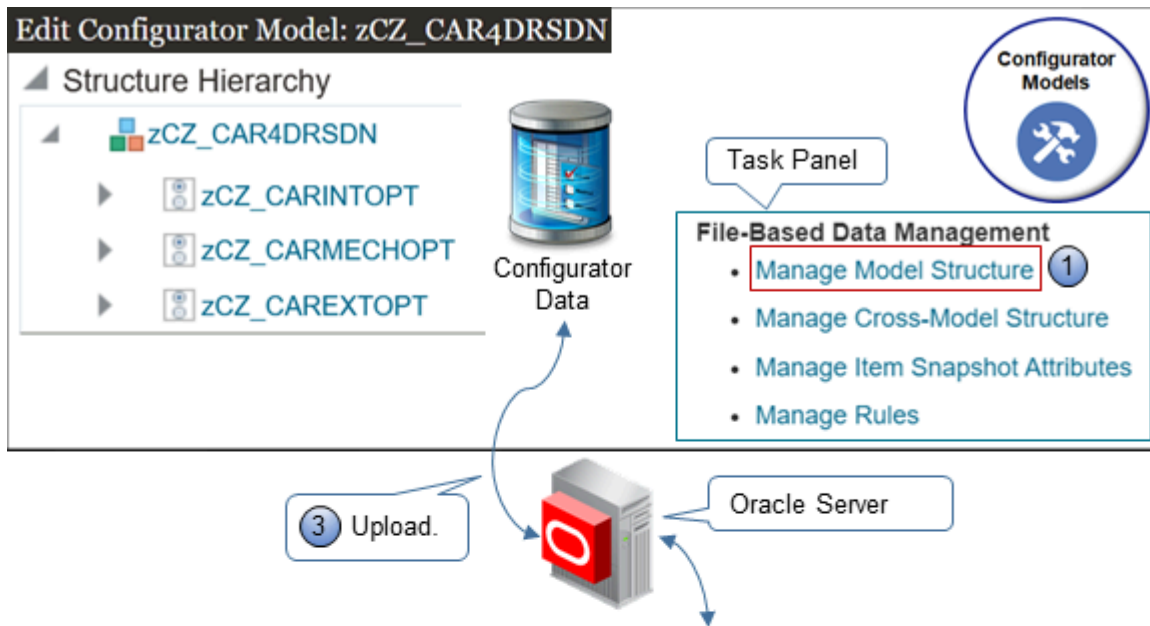 Edit Configurator Model: zCZ_CAR4DRSDN
Structure Hierarchy
zCZ_CAR4DRSDN
zCZ_CARINTOPT
zCZ_CARMECHOPT
zCZ_CAREXTOPT
Configurator
Data
Configurator
Models
Task Panel
File-Based Data Management
• Manage Model Structure 1
• Manage Cross-Model Structure
• Manage Item Snapshot Attributes
• Manage Rules
3 Upload.
Oracle Server